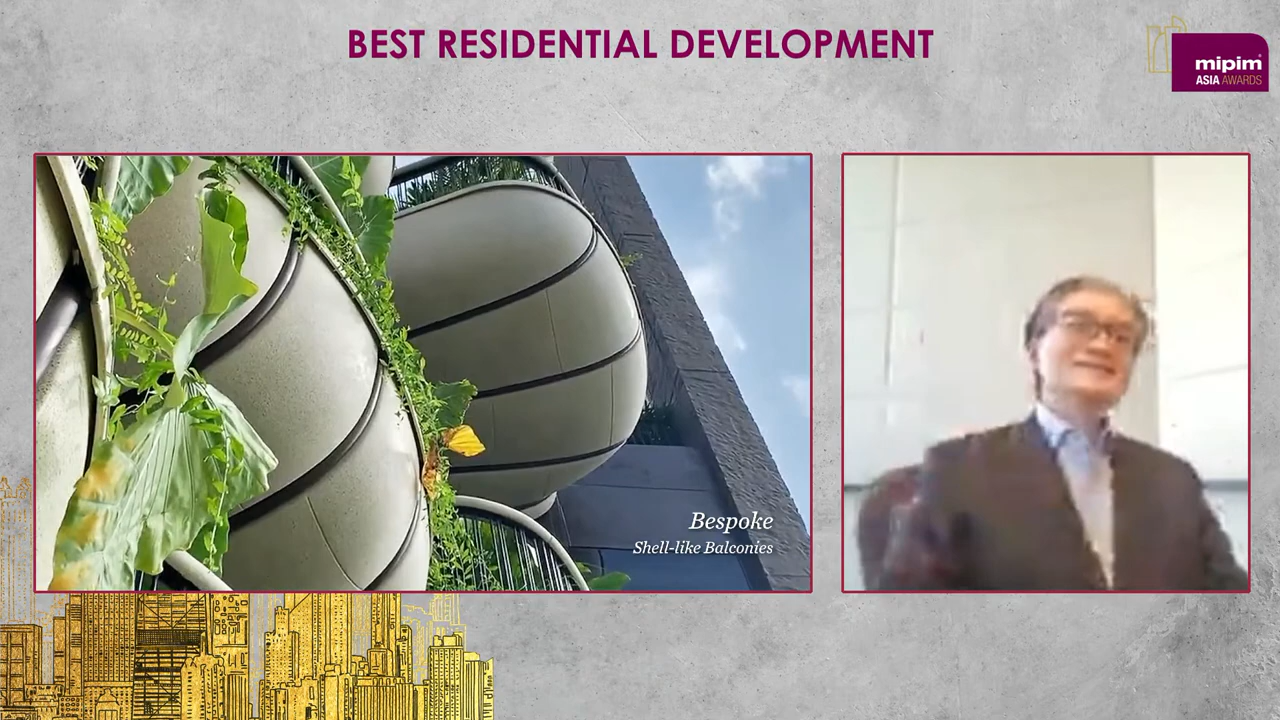 BEST RESIDENTIAL DEVELOPMENT
mipim
ASIA AWARDS
Bespoke
Shell-like Balconies